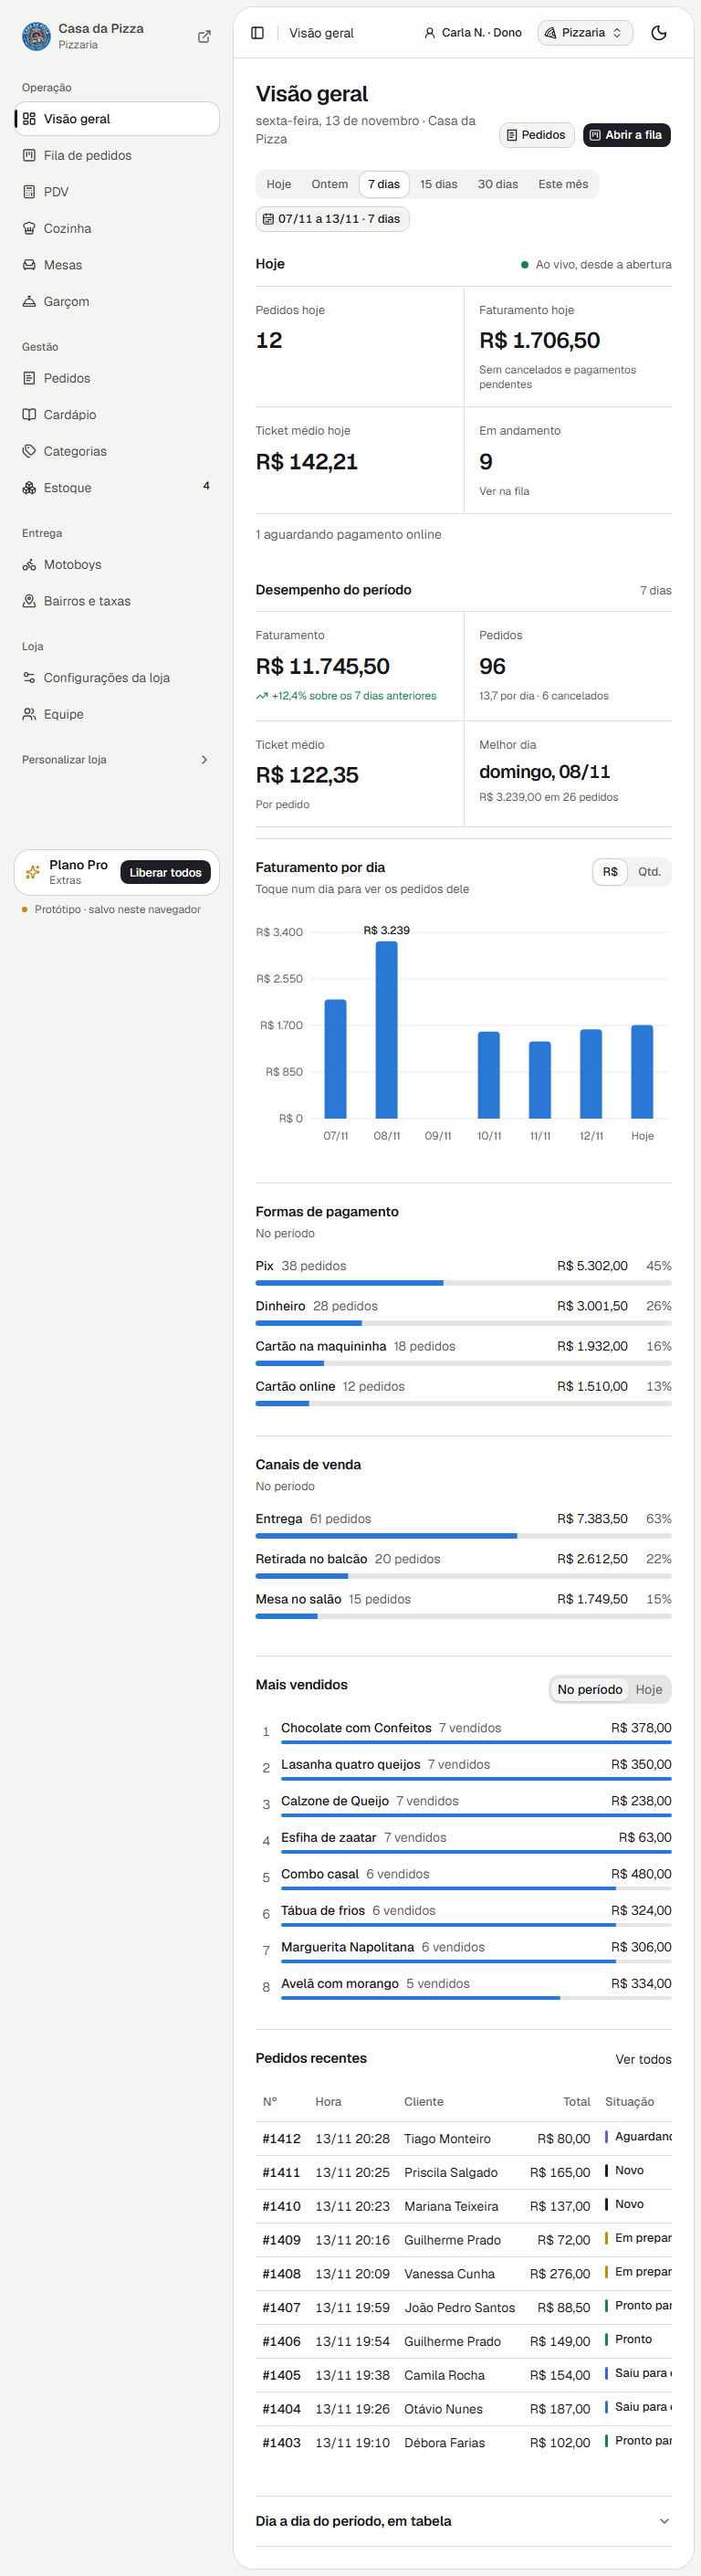 Casa da Pizza
Pizzaria
Operação
Visão geral
Fila de pedidos
PDV
Cozinha
Mesas
Garçom
Gestão
Pedidos
Cardápio
Categorias
Estoque 4
Entrega
Motoboys
Bairros e taxas
Loja
Configurações da loja
Equipe
Personalizar loja
Plano Pro
Extras
Liberar todos
Protótipo · salvo neste navegador
Visão geral
Carla N. · Dono
Pizzaria
Visão geral
sexta-feira, 13 de novembro · Casa da
Pizza
Pedidos
Abrir a fila
Hoje Ontem 7 dias 15 dias 30 dias Este mês
07/11 a 13/11 · 7 dias
Hoje
Ao vivo, desde a abertura
Pedidos hoje
12
Faturamento hoje
R$ 1.706,50
Sem cancelados e pagamentos
pendentes
Ticket médio hoje
R$ 142,21
Em andamento
9
Ver na fila
1 aguardando pagamento online
Desempenho do período
7 dias
Faturamento
R$ 11.745,50
+12,4% sobre os 7 dias anteriores
Pedidos
96
13,7 por dia · 6 cancelados
Ticket médio
R$ 122,35
Por pedido
Melhor dia
domingo, 08/11
R$ 3.239,00 em 26 pedidos
Faturamento por dia
Toque num dia para ver os pedidos dele
R$ Qtd.
R$ 3.400
R$ 3.239
R$ 2.550
R$ 1.700
R$ 850
R$ 0
07/11 08/11 09/11 10/11 11/11 12/11 Hoje
Formas de pagamento
No período
Pix 38 pedidos R$ 5.302,00 45%
Dinheiro 28 pedidos R$ 3.001,50 26%
Cartão na maquininha 18 pedidos R$ 1.932,00 16%
Cartão online 12 pedidos R$ 1.510,00 13%
Canais de venda
No período
Entrega 61 pedidos R$ 7.383,50 63%
Retirada no balcão 20 pedidos R$ 2.612,50 22%
Mesa no salão 15 pedidos R$ 1.749,50 15%
Mais vendidos
No período Hoje
1 Chocolate com Confeitos 7 vendidos R$ 378,00
2 Lasanha quatro queijos 7 vendidos R$ 350,00
3 Calzone de Queijo 7 vendidos R$ 238,00
4 Esfiha de zaatar 7 vendidos R$ 63,00
5 Combo casal 6 vendidos R$ 480,00
6 Tábua de frios 6 vendidos R$ 324,00
7 Marguerita Napolitana 6 vendidos R$ 306,00
8 Avelã com morango 5 vendidos R$ 334,00
Pedidos recentes
Ver todos
N° Hora Cliente Total Situação
#1412 13/11 20:28 Tiago Monteiro R$ 80,00 Aguardand
#1411 13/11 20:25 Priscila Salgado R$ 165,00 Novo
#1410 13/11 20:23 Mariana Teixeira R$ 137,00 Novo
#1409 13/11 20:16 Guilherme Prado R$ 72,00 Em prepar
#1408 13/11 20:09 Vanessa Cunha R$ 276,00 Em prepar
#1407 13/11 19:59 João Pedro Santos R$ 88,50 Pronto par
#1406 13/11 19:54 Guilherme Prado R$ 149,00 Pronto
#1405 13/11 19:38 Camila Rocha R$ 154,00 Saiu para
#1404 13/11 19:26 Otávio Nunes R$ 187,00 Saiu para
#1403 13/11 19:10 Débora Farias R$ 102,00 Pronto par
Dia a dia do período, em tabela